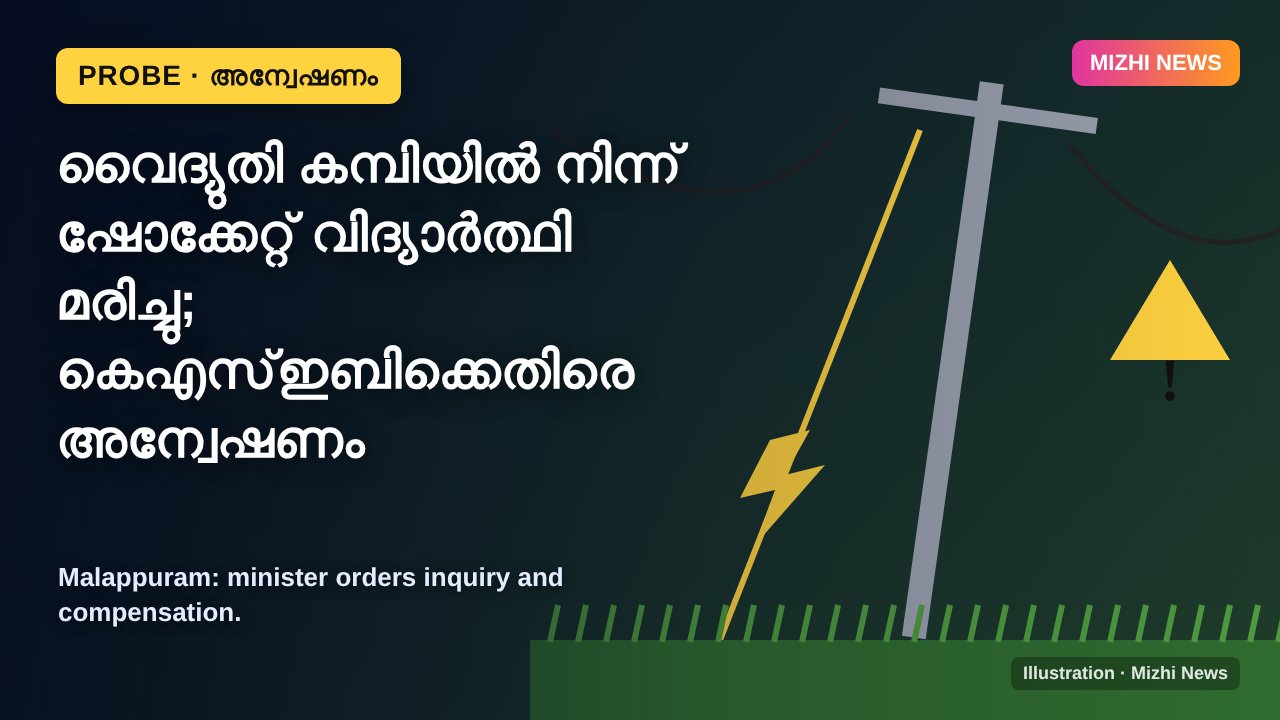 PROBE · അന്വേഷണം
MIZHI NEWS
വൈദ്യുതി കമ്പിയിൽ നിന്ന്
ഷോക്കേറ്റ് വിദ്യാർത്ഥി
മരിച്ചു;
കെഎസ്ഇബിക്കെതിരെ
അന്വേഷണം
Malappuram: minister orders inquiry and
compensation.
Illustration · Mizhi News